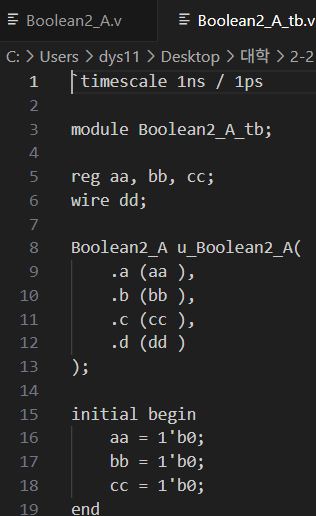 Boolean2_A.v
Boolean2_A_tb.v
C: > Users > dys11 > Desktop > 대학 > 2-2
1 `timescale 1ns / 1ps
2
3 module Boolean2_A_tb;
4
5 reg aa, bb, cc;
6 wire dd;
7
8 Boolean2_A u_Boolean2_A(
9 .a (aa ),
10 .b (bb ),
11 .c (cc ),
12 .d (dd )
13 );
14
15 initial begin
16 aa = 1'b0;
17 bb = 1'b0;
18 cc = 1'b0;
19 end